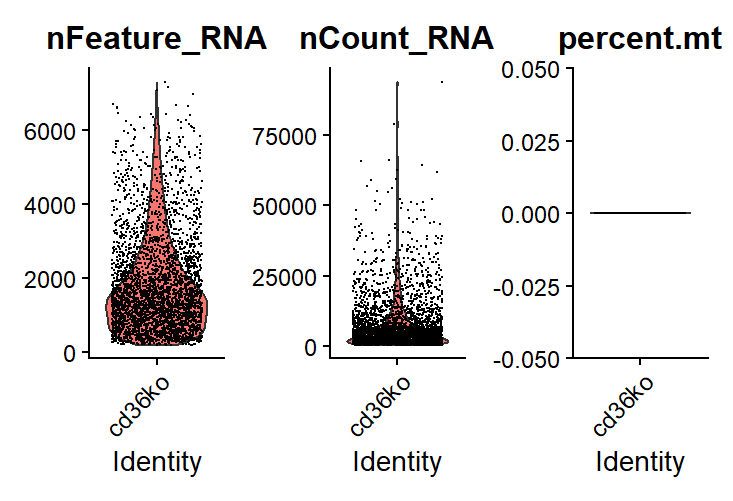 nFeature_RNA
6000
4000
2000
0
cd36ko
Identity
nCount_RNA
75000
50000
25000
0
cd36ko
Identity
percent.mt
0.050
0.025
0.000
-0.025
-0.050
cd36ko
Identity